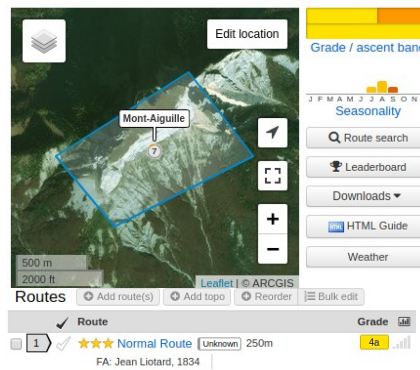 Edit location
Mont-Aiguille
7
+
−
500 m
2000 ft
Leaflet | © ARCGIS
Grade / ascent band
J F M A M J J A S O N
Seasonality
Route search
Leaderboard
Downloads
HTML Guide
Weather
Routes Add route(s) Add topo Reorder Bulk edit
Route Grade
1 Normal Route Unknown 250m 4a
FA: Jean Liotard, 1834